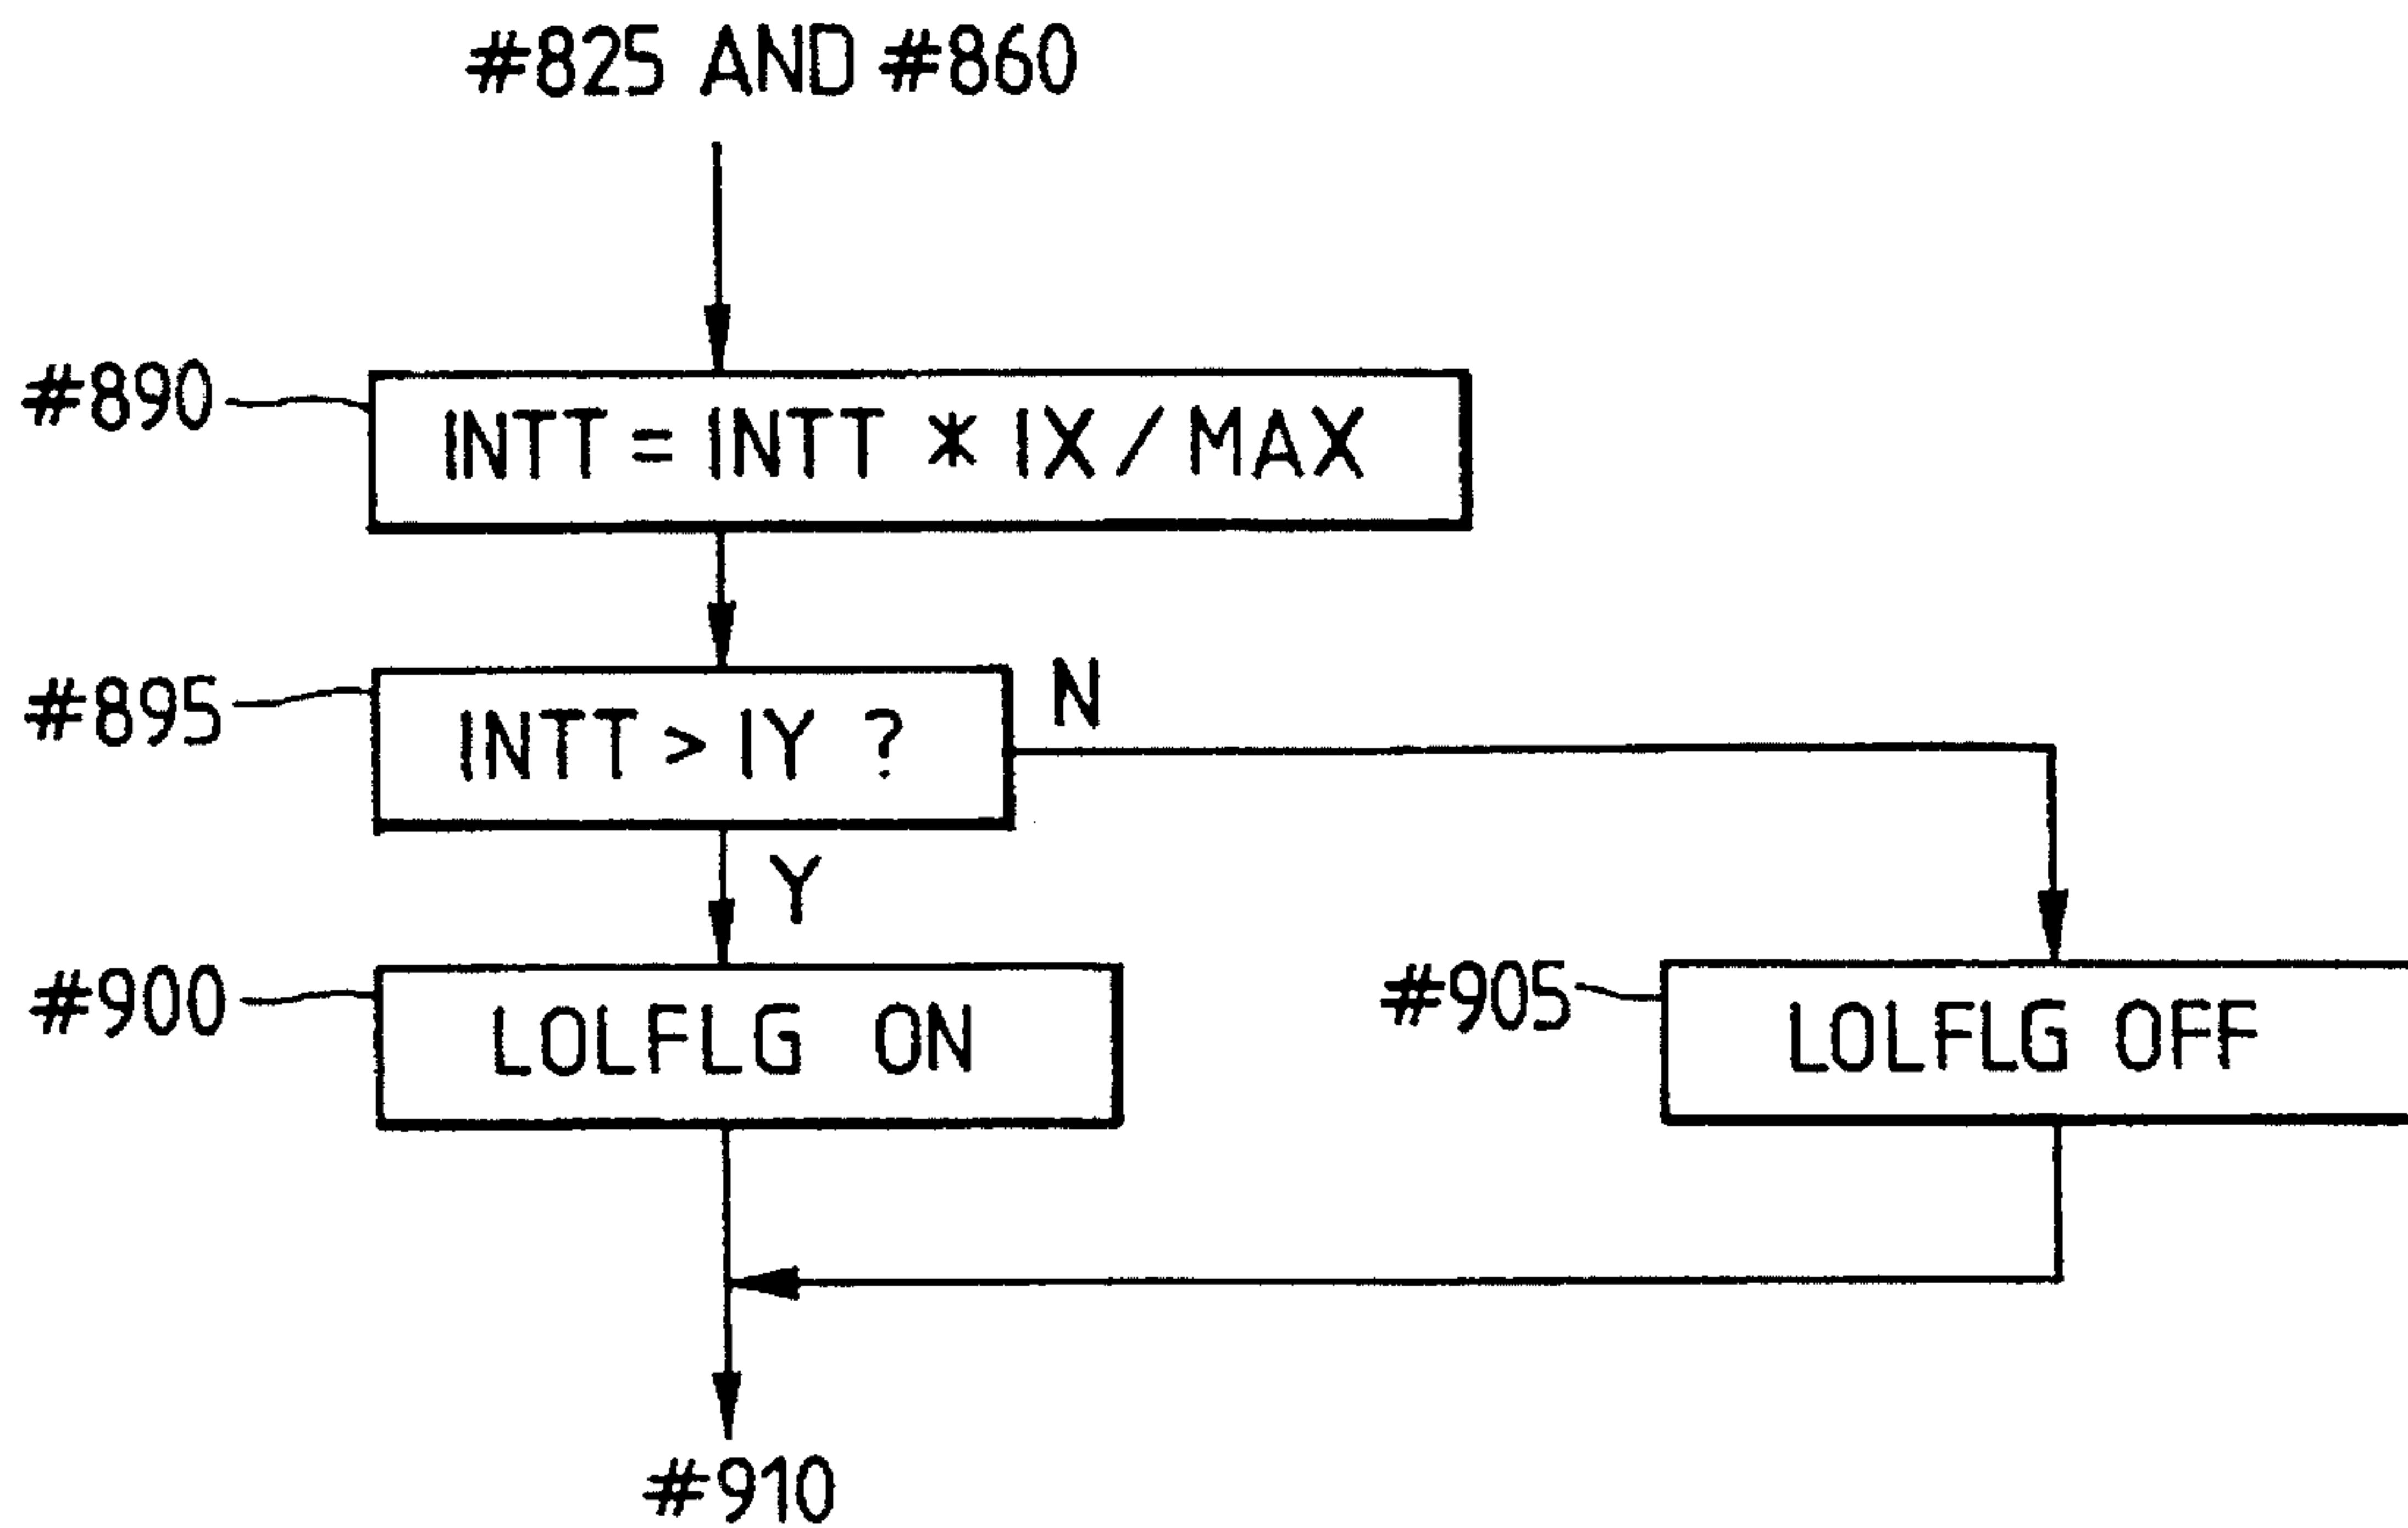 #825 AND #860
#890
INTT = INTT * IX / MAX
#895
INTT > IY ?
N
Y
#900
LOLFLG ON
#905
LOLFLG OFF
#910